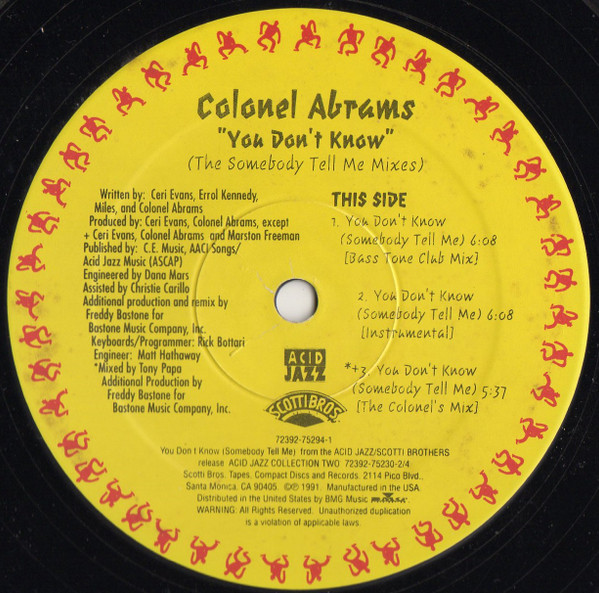 Colonel Abrams
"You Don't Know"
(The Somebody Tell Me Mixes)
Written by: Ceri Evans, Errol Kennedy,
Miles, and Colonel Abrams
Produced by: Ceri Evans, Colonel Abrams, except
+ Ceri Evans, Colonel Abrams and Marston Freeman
Published by: C.E. Music, AACI Songs/
Acid Jazz Music (ASCAP)
Engineered by Dana Mars
Assisted by Christie Carillo
Additional production and remix by
Freddy Bastone for
Bastone Music Company, Inc.
Keyboards/Programmer: Rick Bottari
Engineer: Matt Hathaway
*Mixed by Tony Papa
Additional Production by
Freddy Bastone for
Bastone Music Company, Inc.
THIS SIDE
1. You Don't Know
(Somebody Tell Me) 6:08
[Bass Tone Club Mix]
2. You Don't Know
(Somebody Tell Me) 6:08
[Instrumental]
*+3. You Don't Know
(Somebody Tell Me) 5:37
[The Colonel's Mix]
ACID
JAZZ
SCOTTI BROS.
72392-75294-1
You Don t Know (Somebody Tell Me) from the ACID JAZZ/SCOTTI BROTHERS
release ACID JAZZ COLLECTION TWO 72392-75230-2/4
Scotti Bros. Tapes, Compact Discs and Records. 2114 Pico Blvd.,
Santa Monica, CA 90405. ©℗ 1991. Manufactured in the USA.
Distributed in the United States by BMG Music
WARNING: All Rights Reserved. Unauthorized duplication
is a violation of applicable laws.